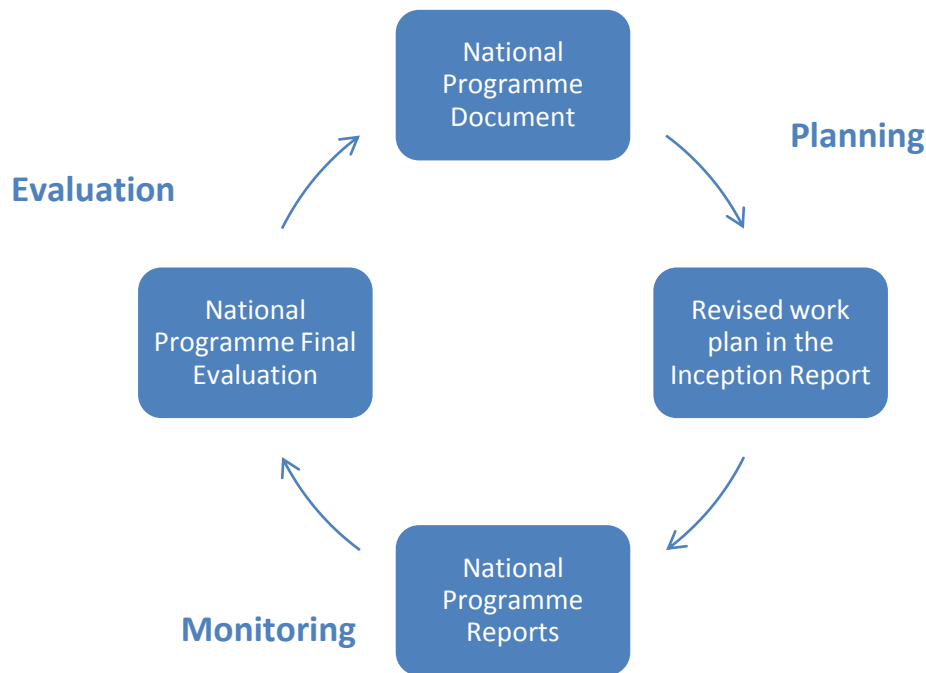 National
Programme
Document
Planning
Evaluation
National
Programme Final
Evaluation
Revised work
plan in the
Inception Report
National
Programme
Reports
Monitoring